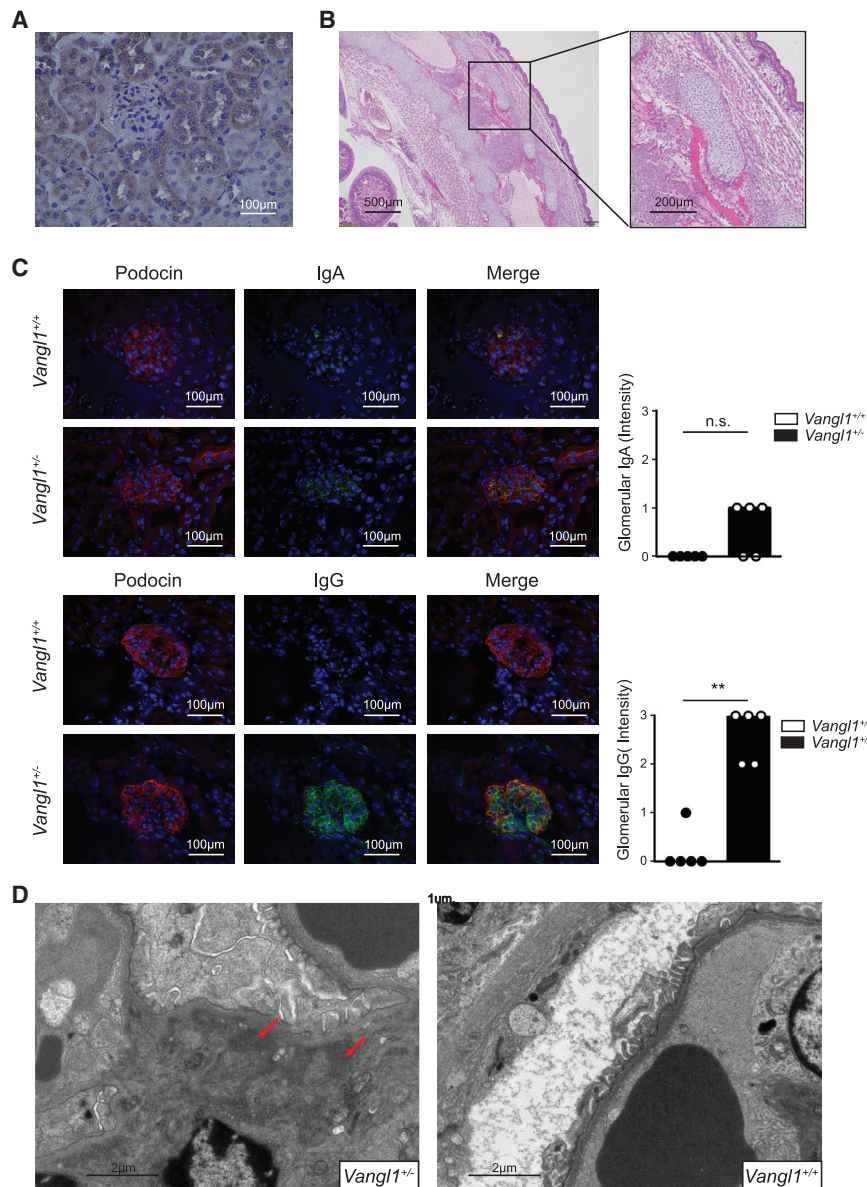 A
100µm
B
500µm
200µm
C
Podocin
IgA
Merge
Vangl1+/+
100µm
100µm
100µm
Vangl1+/-
100µm
100µm
100µm
3
2
1
0
Glomerular IgA (Intensity)
n.s.
Vangl1+/+
Vangl1+/-
Podocin
IgG
Merge
Vangl1+/+
100µm
100µm
100µm
Vangl1+/-
100µm
100µm
100µm
3
2
1
0
Glomerular IgG( Intensity)
**
D
1um
2µm
Vangl1+/-
2µm
Vangl1+/+